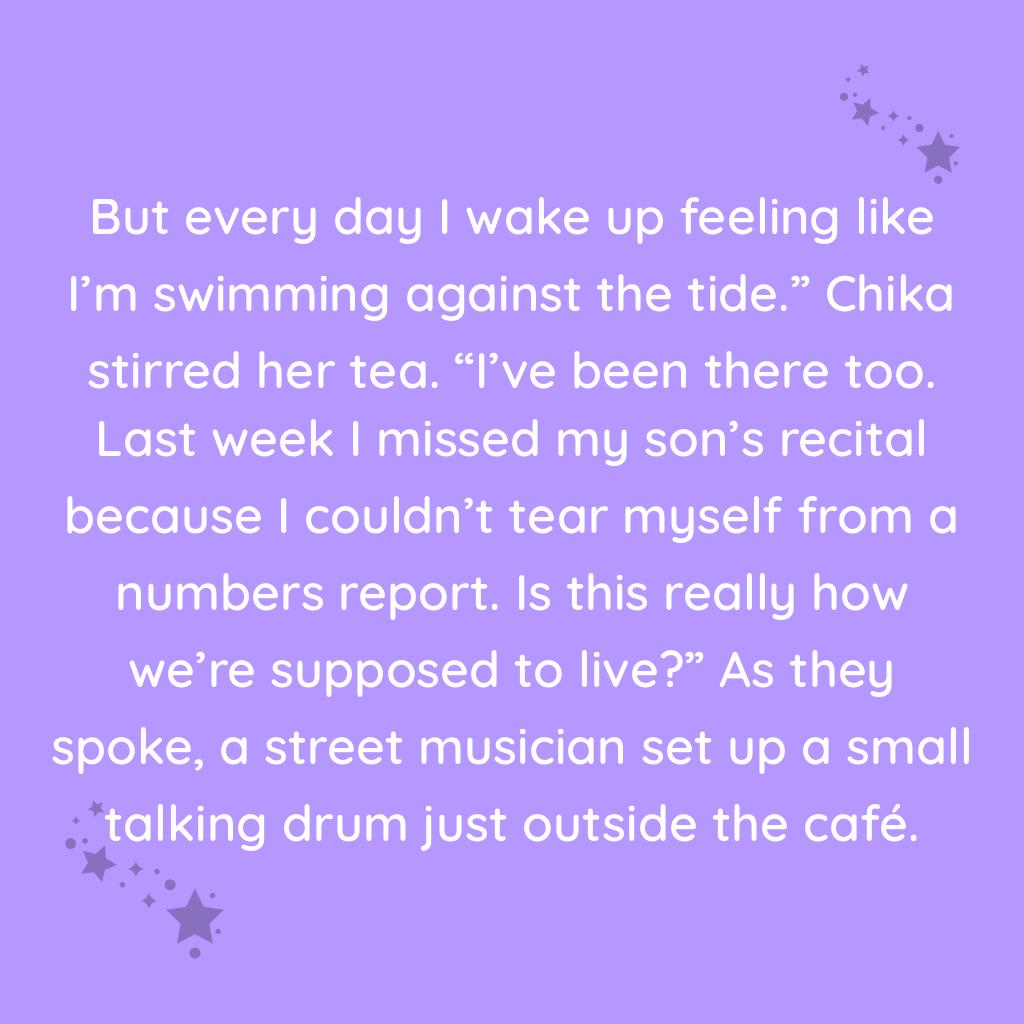 But every day I wake up feeling like
I’m swimming against the tide.” Chika
stirred her tea. “I’ve been there too.
Last week I missed my son’s recital
because I couldn’t tear myself from a
numbers report. Is this really how
we’re supposed to live?” As they
spoke, a street musician set up a small
talking drum just outside the café.